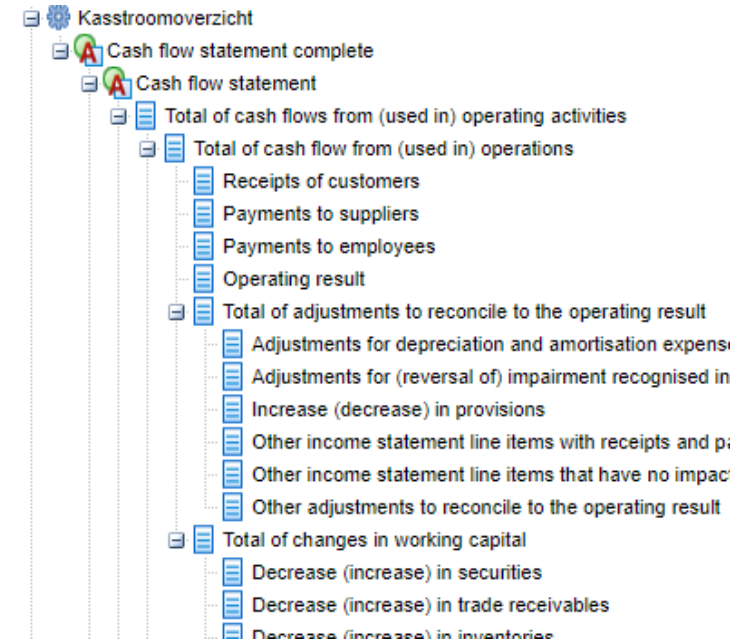 Kasstroomoverzicht
Cash flow statement complete
Cash flow statement
Total of cash flows from (used in) operating activities
Total of cash flow from (used in) operations
Receipts of customers
Payments to suppliers
Payments to employees
Operating result
Total of adjustments to reconcile to the operating result
Adjustments for depreciation and amortisation expense
Adjustments for (reversal of) impairment recognised in
Increase (decrease) in provisions
Other income statement line items with receipts and
Other income statement line items that have no impact
Other adjustments to reconcile to the operating result
Total of changes in working capital
Decrease (increase) in securities
Decrease (increase) in trade receivables
Decrease (increase) in inventories